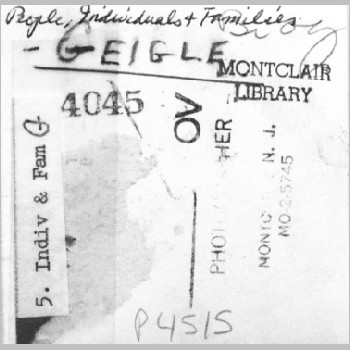 People, Individuals & Families
- GEIGLE
MONTCLAIR
LIBRARY
4045
OV
5. Indiv & Fam G
PHOTO HER
MONTC N. J.
MO-2-5745
P4515